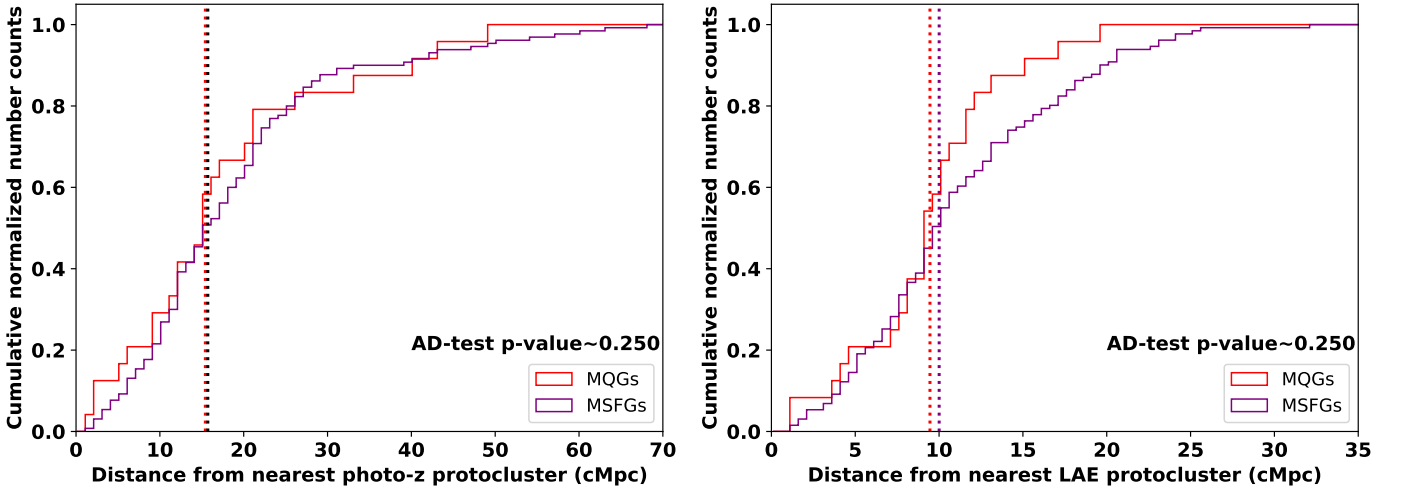 Cumulative normalized number counts
1.0
0.8
0.6
0.4
0.2
0.0
AD-test p-value~0.250
MQGs
MSFGs
0 10 20 30 40 50 60 70
Distance from nearest photo-z protocluster (cMpc)
Cumulative normalized number counts
1.0
0.8
0.6
0.4
0.2
0.0
AD-test p-value~0.250
MQGs
MSFGs
0 5 10 15 20 25 30 35
Distance from nearest LAE protocluster (cMpc)